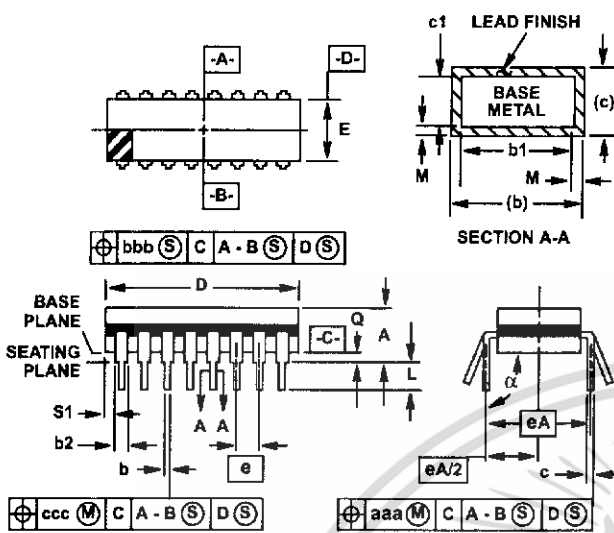 -A-
-D-
E
-B-
c1
LEAD FINISH
BASE
METAL
(c)
M
b1
M
(b)
SECTION A-A
⌖ bbb Ⓢ C A - B Ⓢ D Ⓢ
D
BASE
PLANE
SEATING
PLANE
Q
-C-
A
L
S1
b2
b
A A
e
⌖ ccc Ⓜ C A - B Ⓢ D Ⓢ
α
eA
eA/2
c
⌖ aaa Ⓜ C A - B Ⓢ D Ⓢ